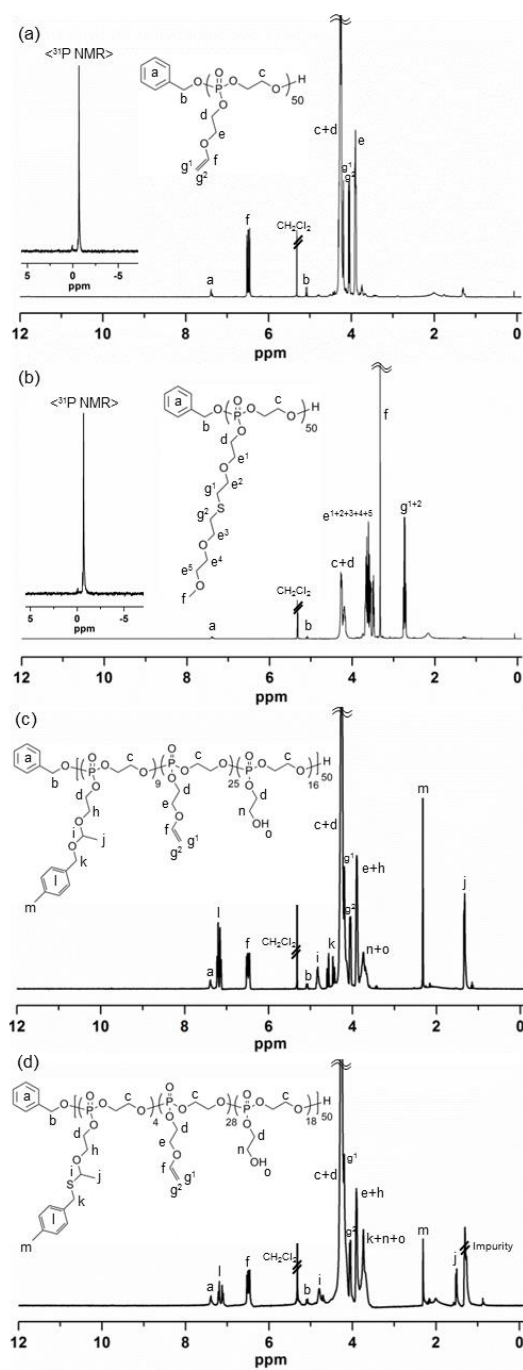 (a)
<³¹P NMR>
5 0 -5
ppm
a
b
O
O P O c O H
50
O
d
e
O
f
g¹
g²
c+d
g¹
g²
e
f
CH₂Cl₂
a
b
12 10 8 6 4 2 0
ppm
(b)
<³¹P NMR>
5 0 -5
ppm
a
b
O
O P O c O H
50
O
d
e¹
O
e²
g¹
S
g²
e³
O
e⁴
e⁵
O
f
f
e¹⁺²⁺³⁺⁴⁺⁵
g¹⁺²
c+d
CH₂Cl₂
a
b
12 10 8 6 4 2 0
ppm
(c)
a
b
O O O
O P O c O P O c O P O c O H
9 25 16 50
O O O
d d d
h e n
O O OH
i j f g¹ o
O g²
k
l
m
c+d
g¹
g²
e+h
m
j
l
f
CH₂Cl₂
k
i
n+o
a
b
12 10 8 6 4 2 0
ppm
(d)
a
b
O O O
O P O c O P O c O P O c O H
4 28 18 50
O O O
d d d
h e n
O O OH
i j f g¹ o
S g²
k
l
m
c+d
g¹
g²
e+h
k+n+o
m
j
Impurity
l
f
CH₂Cl₂
i
a
b
12 10 8 6 4 2 0
ppm